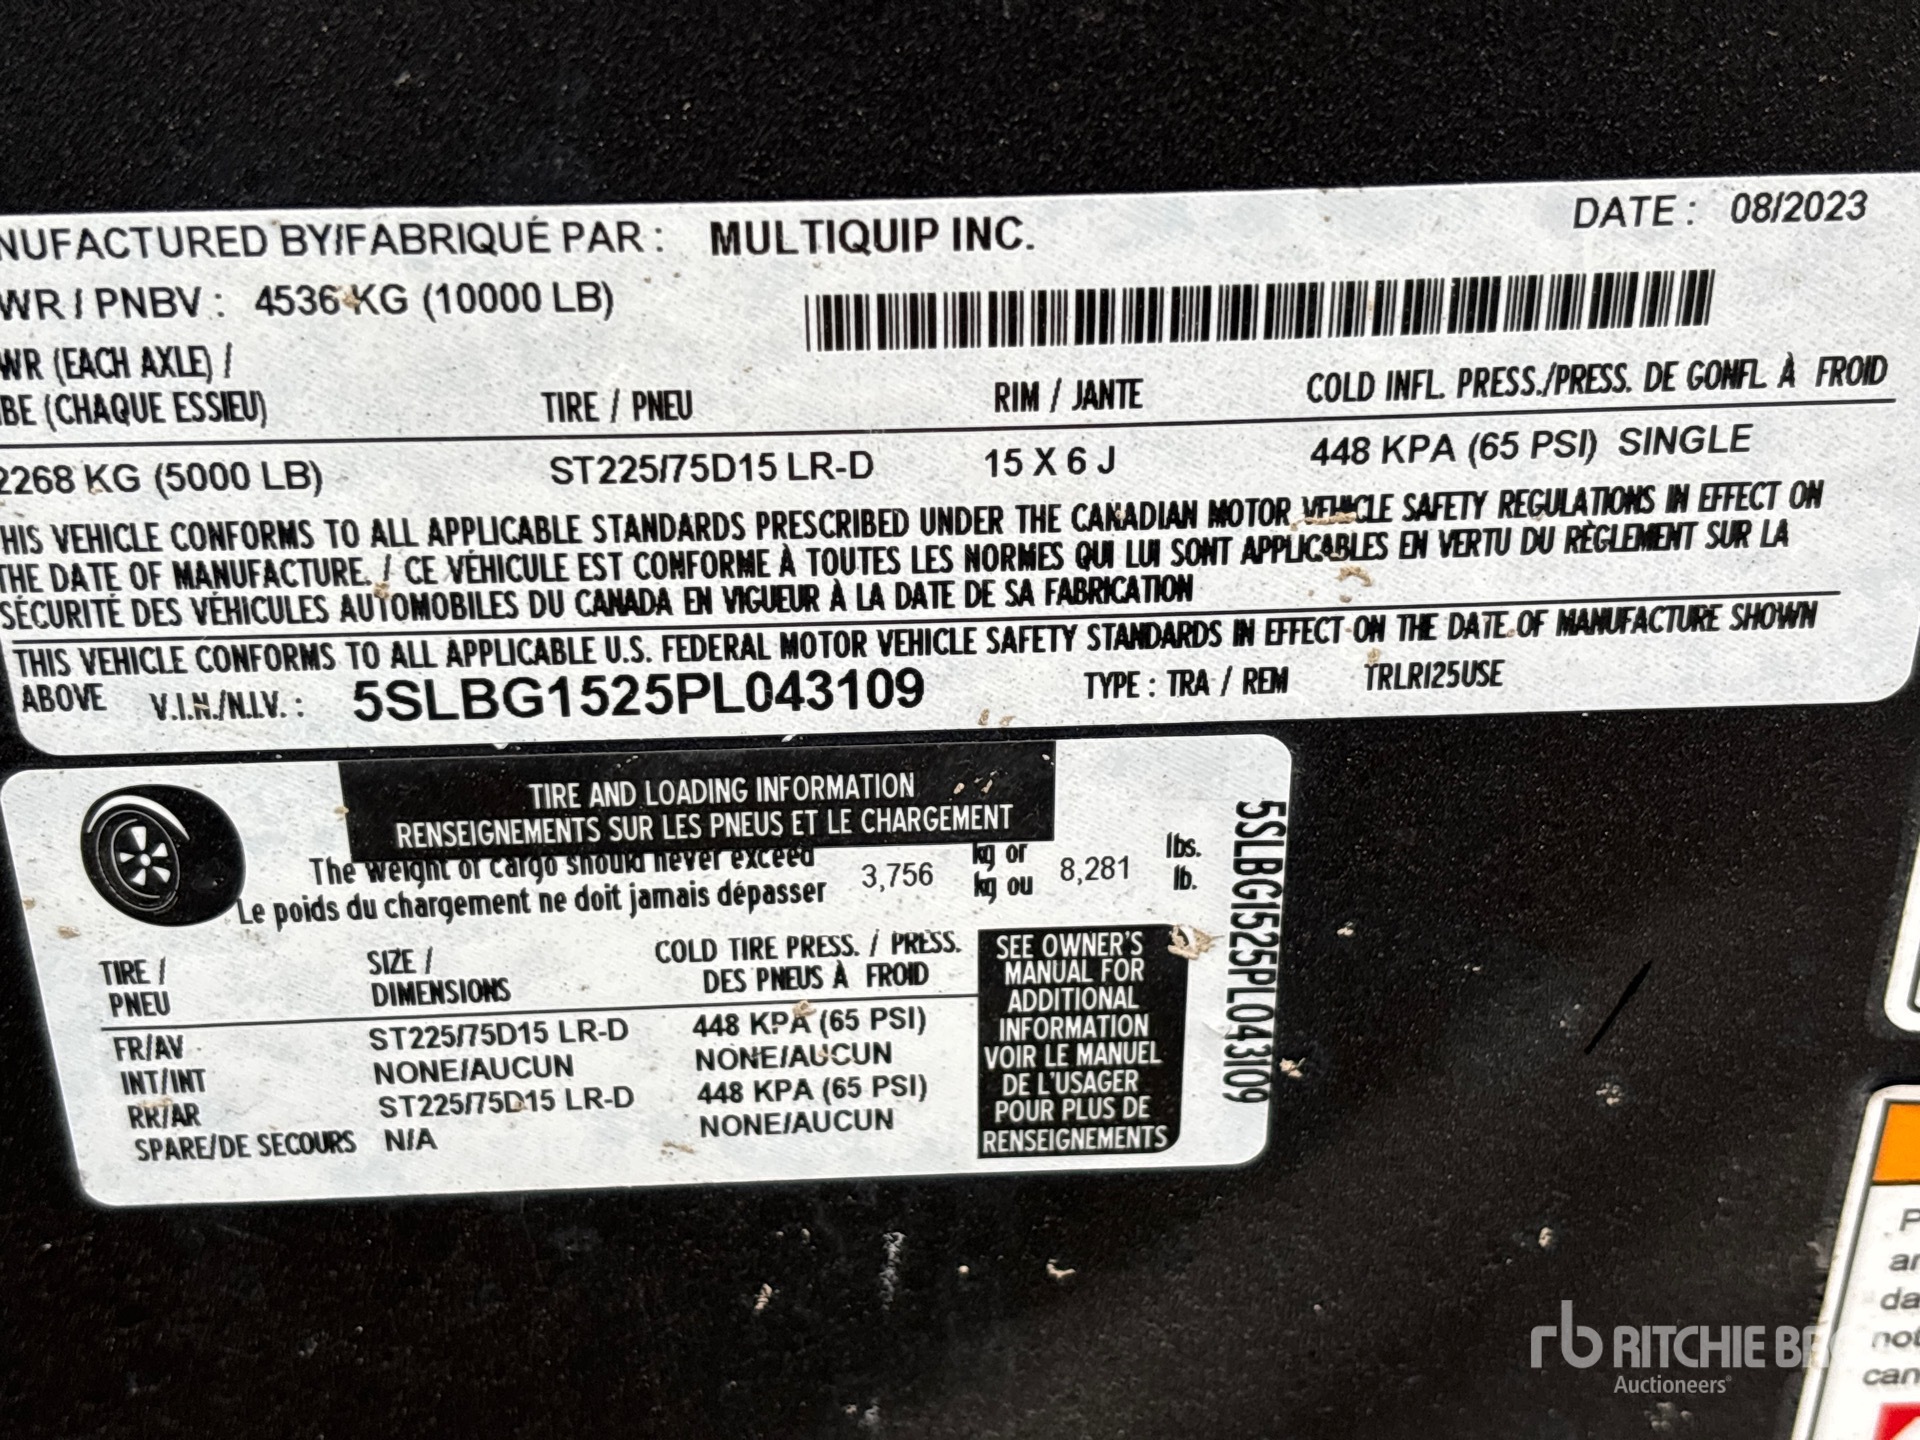 NUFACTURED BY/FABRIQUÉ PAR : MULTIQUIP INC. DATE : 08/2023
WR / PNBV : 4536 KG (10000 LB)
WR (EACH AXLE) /
BE (CHAQUE ESSIEU) TIRE / PNEU RIM / JANTE COLD INFL. PRESS./PRESS. DE GONFL À FROID
2268 KG (5000 LB) ST225/75D15 LR-D 15 X 6 J 448 KPA (65 PSI) SINGLE
HIS VEHICLE CONFORMS TO ALL APPLICABLE STANDARDS PRESCRIBED UNDER THE CANADIAN MOTOR VEHICLE SAFETY REGULATIONS IN EFFECT ON
THE DATE OF MANUFACTURE. / CE VÉHICULE EST CONFORME À TOUTES LES NORMES QUI LUI SONT APPLICABLES EN VERTU DU RÈGLEMENT SUR LA
SÉCURITÉ DES VÉHICULES AUTOMOBILES DU CANADA EN VIGUEUR À LA DATE DE SA FABRICATION
THIS VEHICLE CONFORMS TO ALL APPLICABLE U.S. FEDERAL MOTOR VEHICLE SAFETY STANDARDS IN EFFECT ON THE DATE OF MANUFACTURE SHOWN
ABOVE V.I.N./N.I.V. : 5SLBG1525PL043109 TYPE : TRA / REM TRLR125USE
TIRE AND LOADING INFORMATION
RENSEIGNEMENTS SUR LES PNEUS ET LE CHARGEMENT
The weight of cargo should never exceed 3,756 kg or 8,281 lbs.
Le poids du chargement ne doit jamais dépasser kg ou lb.
TIRE / PNEU
SIZE / DIMENSIONS
COLD TIRE PRESS. / PRESS. DES PNEUS À FROID
FR/AV ST225/75D15 LR-D 448 KPA (65 PSI)
INT/INT NONE/AUCUN NONE/AUCUN
RR/AR ST225/75D15 LR-D 448 KPA (65 PSI)
SPARE/DE SECOURS N/A NONE/AUCUN
SEE OWNER'S
MANUAL FOR
ADDITIONAL
INFORMATION
VOIR LE MANUEL
DE L'USAGER
POUR PLUS DE
RENSEIGNEMENTS
5SLBG1525PL043109
P
an
da
not
can
rb RITCHIE BR
Auctioneers